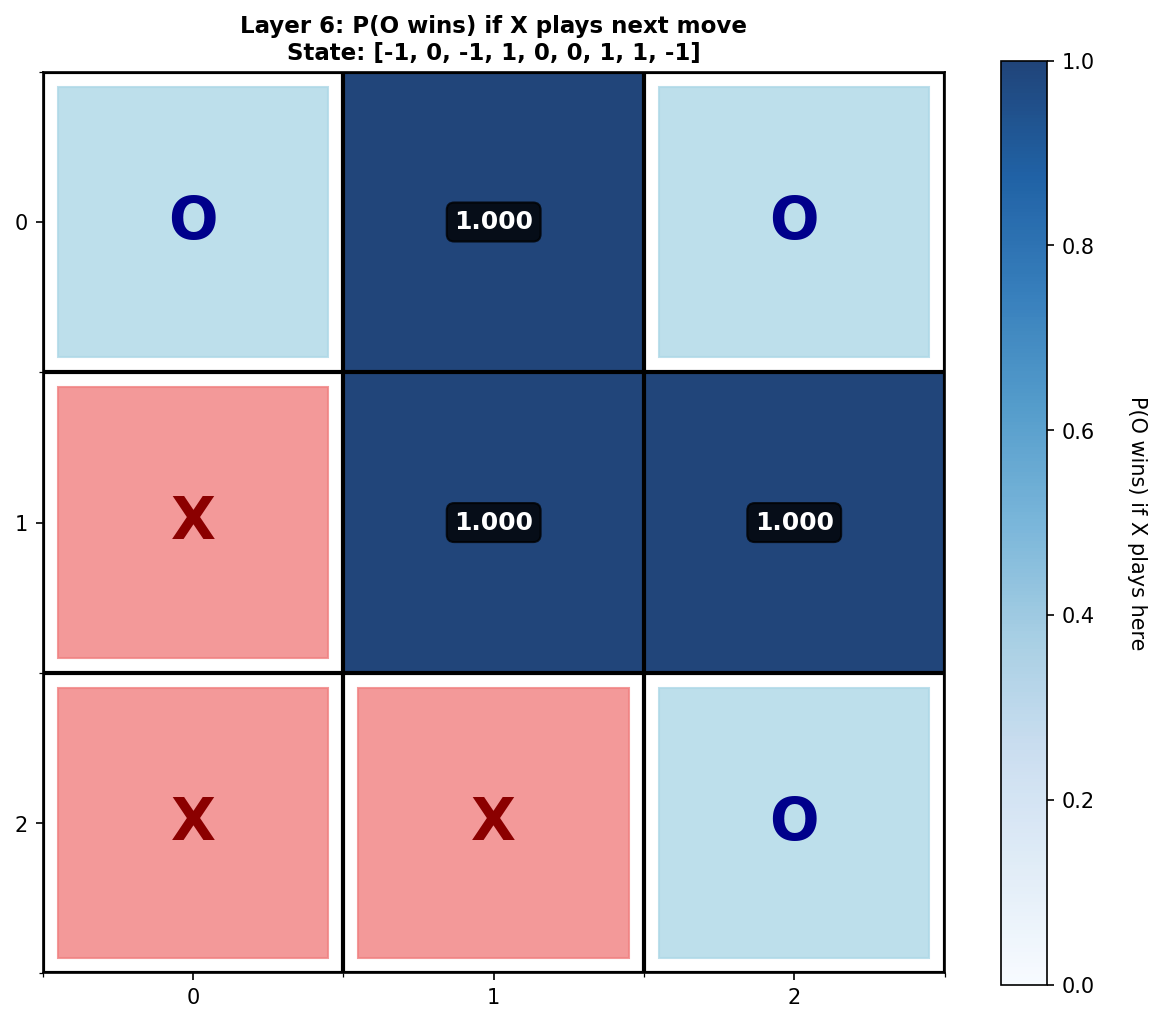 Layer 6: P(O wins) if X plays next move
State: [-1, 0, -1, 1, 0, 0, 1, 1, -1]
0
O
1.000
O
1
X
1.000
1.000
2
X
X
O
0
1
2
1.0
0.8
0.6
0.4
0.2
0.0
P(O wins) if X plays here